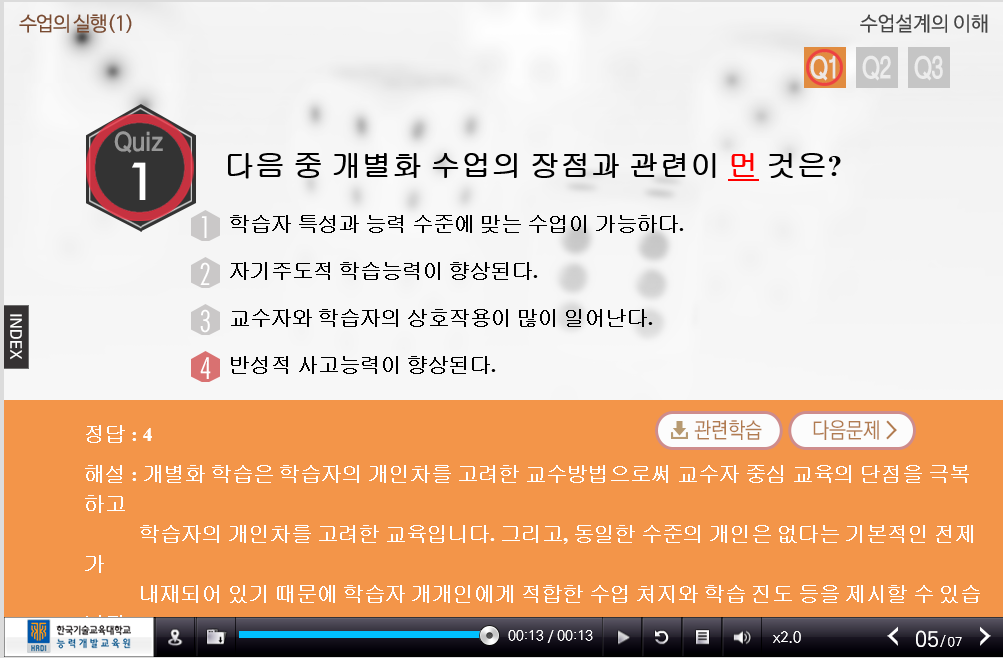 수업의 실행(1)
수업설계의 이해
Q1 Q2 Q3
Quiz
1
다음 중 개별화 수업의 장점과 관련이 먼 것은?
1 학습자 특성과 능력 수준에 맞는 수업이 가능하다.
2 자기주도적 학습능력이 향상된다.
3 교수자와 학습자의 상호작용이 많이 일어난다.
4 반성적 사고능력이 향상된다.
INDEX
정답 : 4
관련학습
다음문제
해설 : 개별화 학습은 학습자의 개인차를 고려한 교수방법으로써 교수자 중심 교육의 단점을 극복
하고
학습자의 개인차를 고려한 교육입니다. 그리고, 동일한 수준의 개인은 없다는 기본적인 전제
가
내재되어 있기 때문에 학습자 개개인에게 적합한 수업 처지와 학습 진도 등을 제시할 수 있습
HRDI
한국기술교육대학교
능력개발교육원
00:13 / 00:13
x2.0
05/07